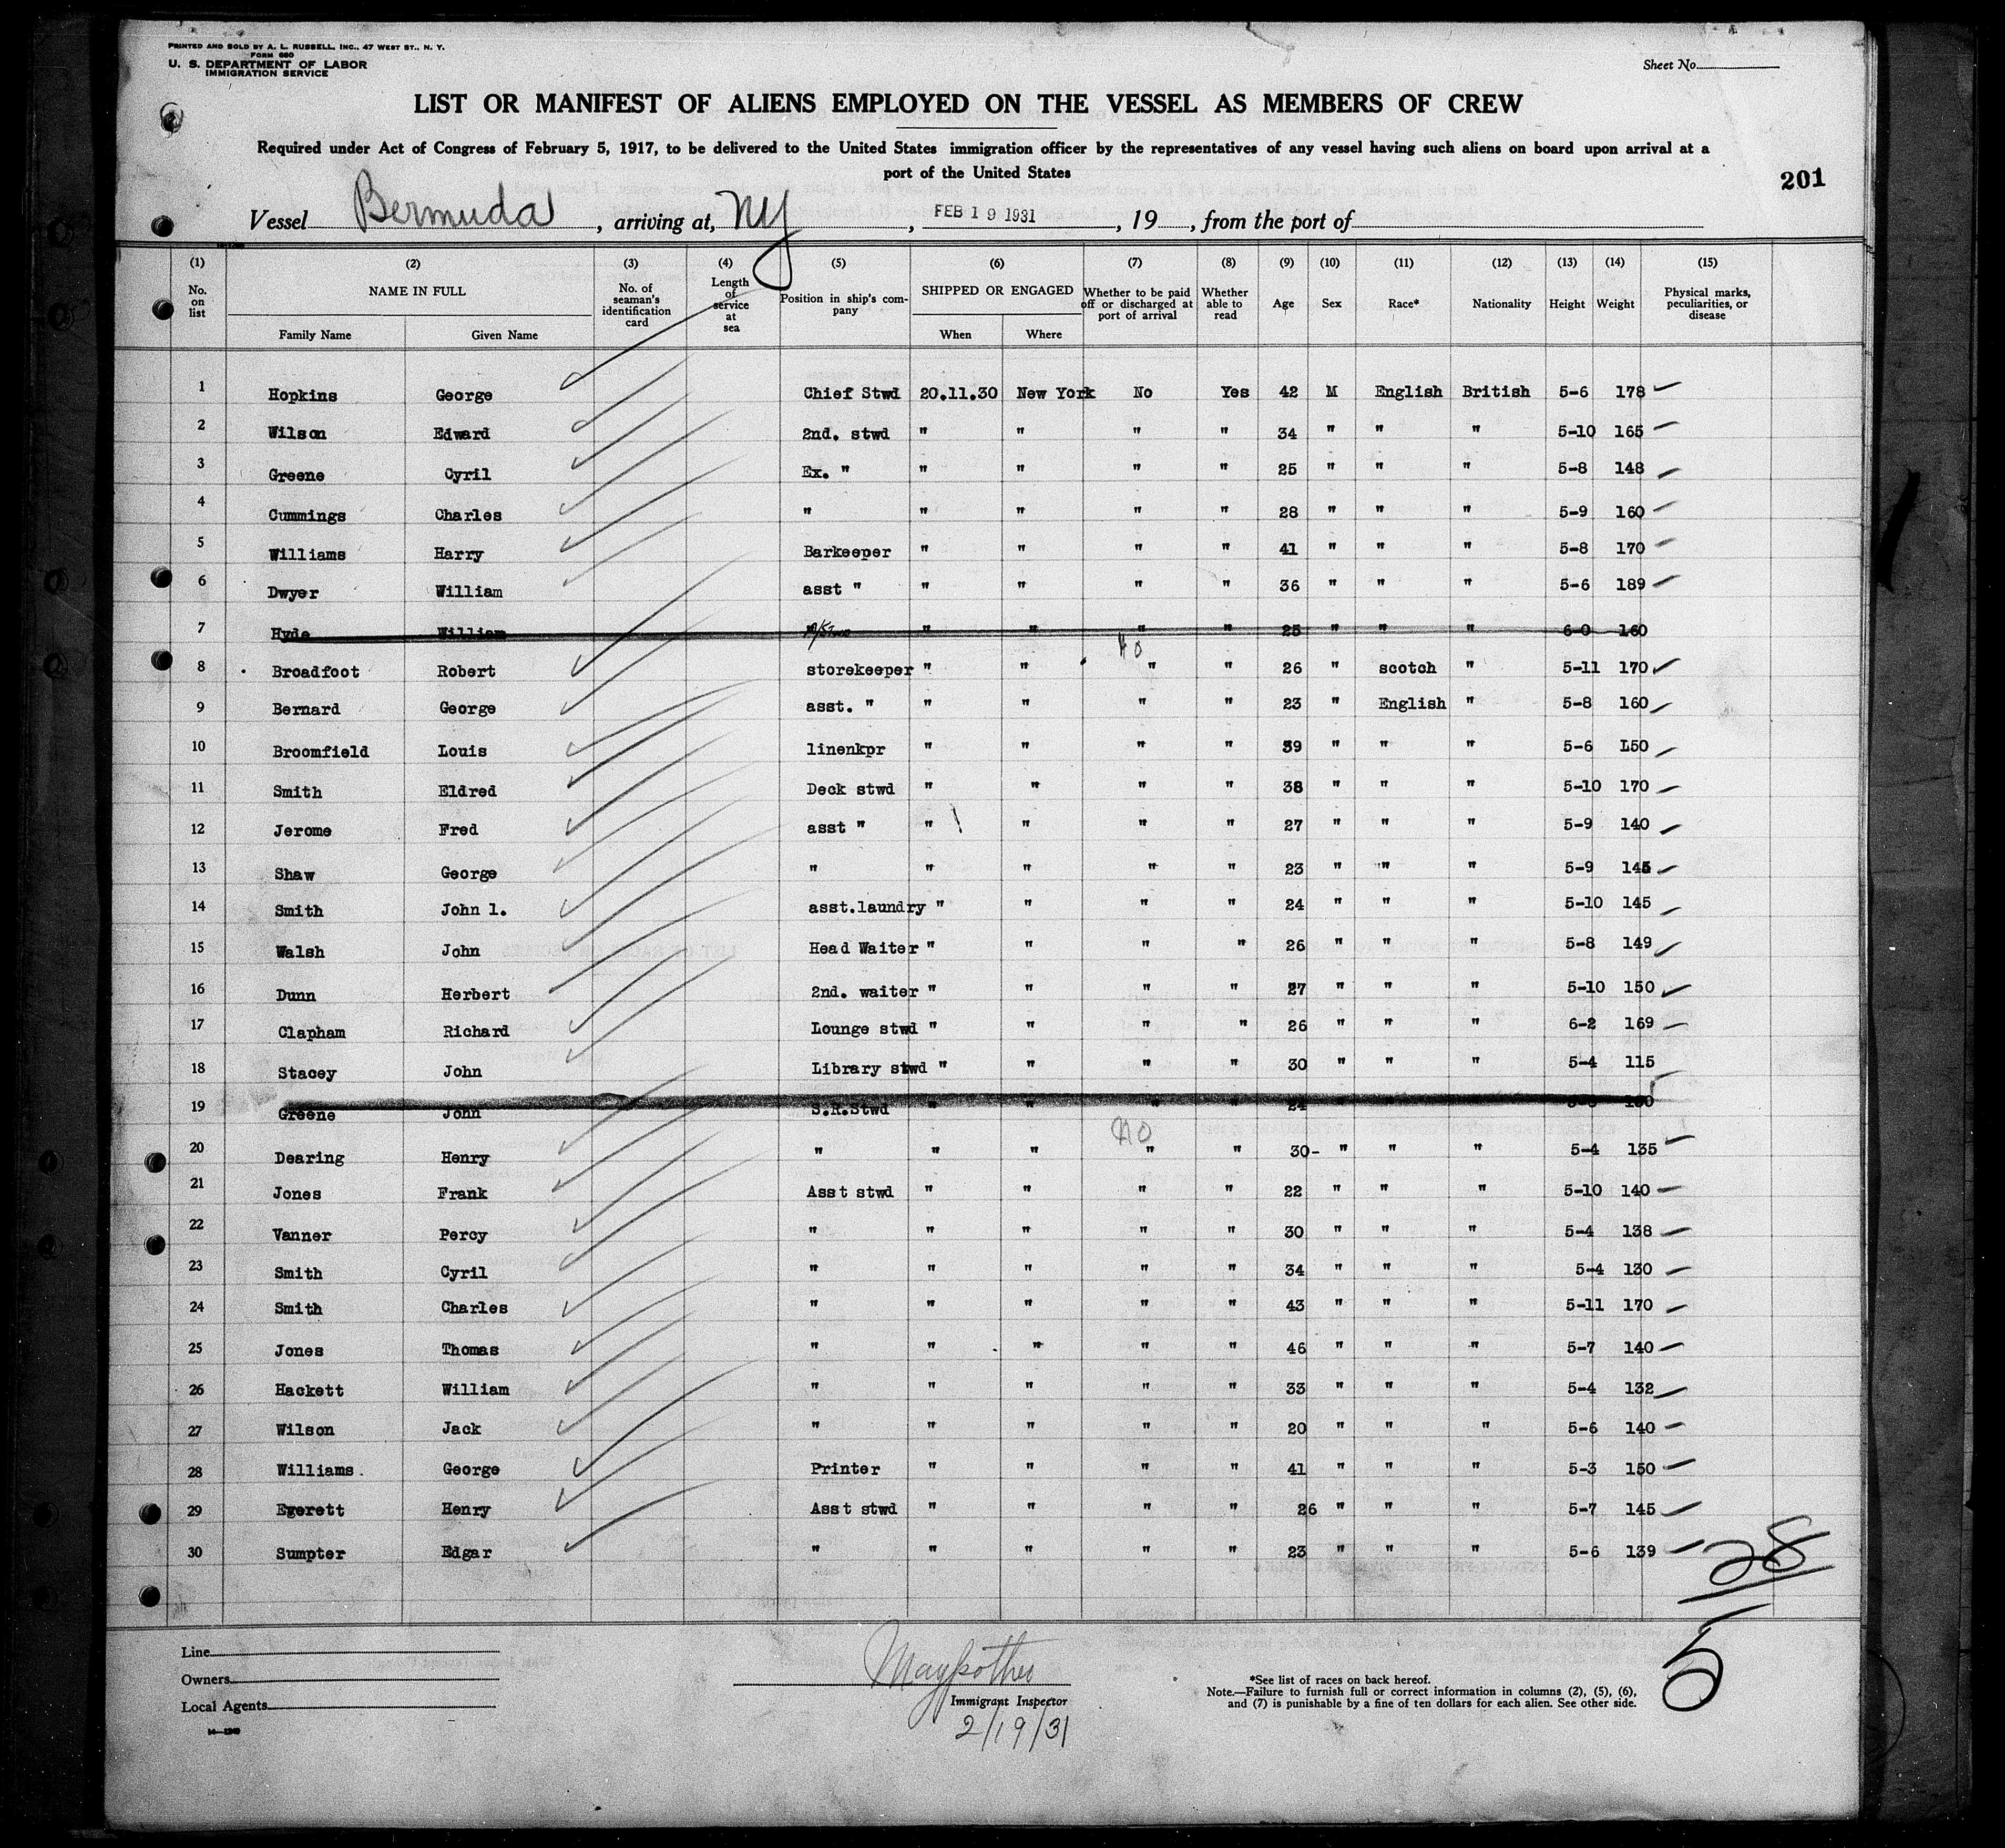 PRINTED AND SOLD BY A. L. RUSSELL, INC., 47 WEST ST., N. Y.
FORM 680
U. S. DEPARTMENT OF LABOR
IMMIGRATION SERVICE
Sheet No.
LIST OR MANIFEST OF ALIENS EMPLOYED ON THE VESSEL AS MEMBERS OF CREW
Required under Act of Congress of February 5, 1917, to be delivered to the United States immigration officer by the representatives of any vessel having such aliens on board upon arrival at a
port of the United States
201
Vessel Bermuda, arriving at, NY, FEB 19 1931, 19, from the port of
(1) (2) (3) (4) (5) (6) (7) (8) (9) (10) (11) (12) (13) (14) (15)
No. on list NAME IN FULL Family Name Given Name No. of seaman's identification card Length of service at sea Position in ship's company SHIPPED OR ENGAGED When Where Whether to be paid off or discharged at port of arrival Whether able to read Age Sex Race* Nationality Height Weight Physical marks, peculiarities, or disease
1 Hopkins George Chief Stwd 20.11.30 New York No Yes 42 M English British 5-6 178
2 Wilson Edward 2nd. stwd " " " " 34 " " " 5-10 165
3 Greene Cyril Ex. " " " " " 25 " " " 5-8 148
4 Cummings Charles " " " " " 28 " " " 5-9 160
5 Williams Harry Barkeeper " " " " 41 " " " 5-8 170
6 Dwyer William asst " " " " " 36 " " " 5-6 189
7 Hyde William " " " " 25 " " " 6-0 160
No
8 Broadfoot Robert storekeeper " " " " 26 " scotch " 5-11 170
9 Bernard George asst. " " " " " 23 " English " 5-8 160
10 Broomfield Louis linenkpr " " " " 39 " " " 5-6 L50
11 Smith Eldred Deck stwd " " " " 38 " " " 5-10 170
12 Jerome Fred asst " " " " " 27 " " " 5-9 140
13 Shaw George " " " " " 23 " " " 5-9 145
14 Smith John l. asst.laundry " " " " 24 " " " 5-10 145
15 Walsh John Head Waiter " " " " 26 " " " 5-8 149
16 Dunn Herbert 2nd. waiter " " " " 27 " " " 5-10 150
17 Clapham Richard Lounge stwd " " " " 26 " " " 6-2 169
18 Stacey John Library stwd " " " " 30 " " " 5-4 115
19 Greene John S.R.Stwd " " " " 24
No
20 Dearing Henry " " " " " 30- " " " 5-4 135
21 Jones Frank Asst stwd " " " " 22 " " " 5-10 140
22 Vanner Percy " " " " " 30 " " " 5-4 138
23 Smith Cyril " " " " " 34 " " " 5-4 130
24 Smith Charles " " " " " 43 " " " 5-11 170
25 Jones Thomas " " " " " 46 " " " 5-7 140
26 Hackett William " " " " " 33 " " " 5-4 132
27 Wilson Jack " " " " " 20 " " " 5-6 140
28 Williams. George Printer " " " " 41 " " " 5-3 150
29 Egerett Henry Asst stwd " " " " 26 " " " 5-7 145
30 Sumpter Edgar " " " " " 23 " " " 5-6 139
28
5
Line
Owners
Local Agents
Immigrant Inspector
2/19/31
*See list of races on back hereof.
Note.—Failure to furnish full or correct information in columns (2), (5), (6),
and (7) is punishable by a fine of ten dollars for each alien. See other side.